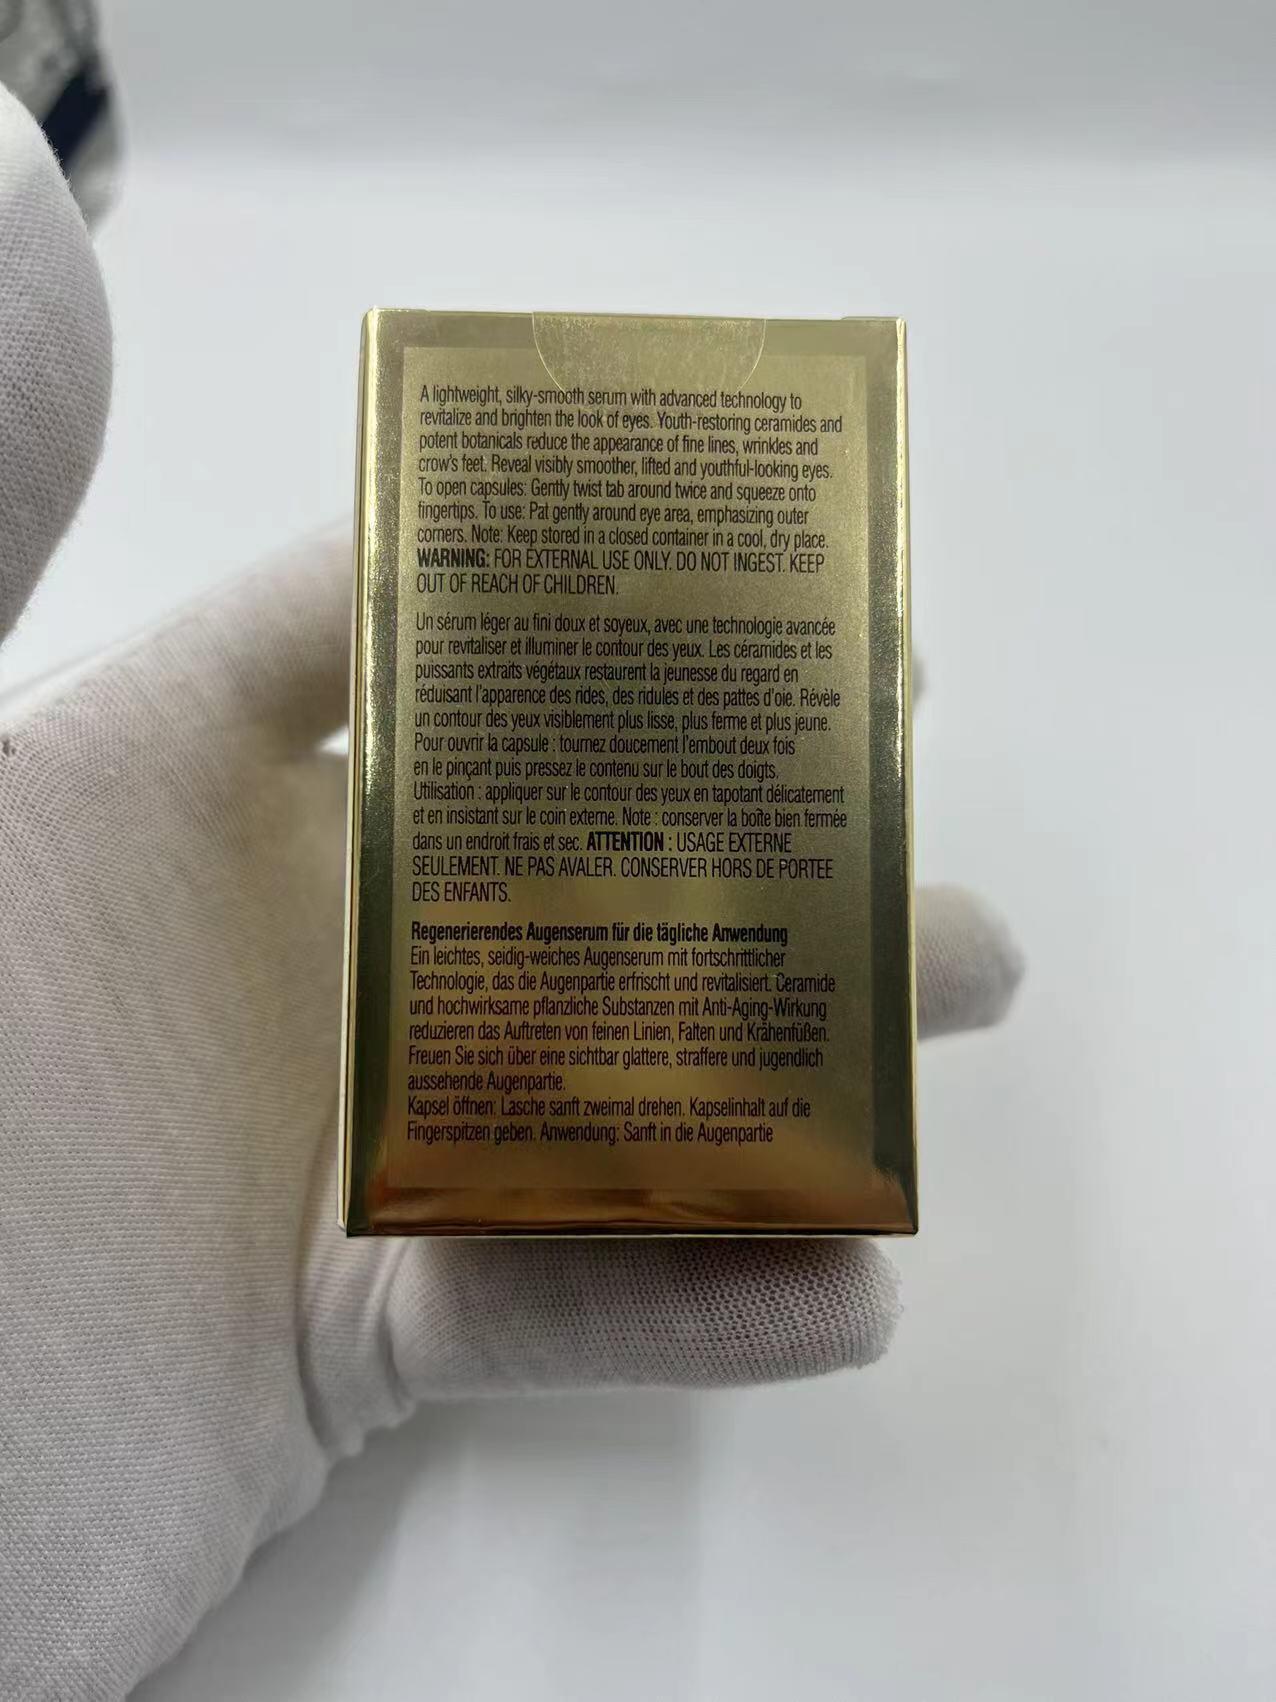 A lightweight, silky-smooth serum with advanced technology to
revitalize and brighten the look of eyes. Youth-restoring ceramides and
potent botanicals reduce the appearance of fine lines, wrinkles and
crow's feet. Reveal visibly smoother, lifted and youthful-looking eyes.
To open capsules: Gently twist tab around twice and squeeze onto
fingertips. To use: Pat gently around eye area, emphasizing outer
corners. Note: Keep stored in a closed container in a cool, dry place.
WARNING: FOR EXTERNAL USE ONLY. DO NOT INGEST. KEEP
OUT OF REACH OF CHILDREN.
Un sérum léger au fini doux et soyeux, avec une technologie avancée
pour revitaliser et illuminer le contour des yeux. Les céramides et les
puissants extraits végétaux restaurent la jeunesse du regard en
réduisant l'apparence des rides, des ridules et des pattes d'oie. Révèle
un contour des yeux visiblement plus lisse, plus ferme et plus jeune.
Pour ouvrir la capsule : tournez doucement l'embout deux fois
en le pinçant puis pressez le contenu sur le bout des doigts.
Utilisation : appliquer sur le contour des yeux en tapotant délicatement
et en insistant sur le coin externe. Note : conserver la boîte bien fermée
dans un endroit frais et sec. ATTENTION : USAGE EXTERNE
SEULEMENT. NE PAS AVALER. CONSERVER HORS DE PORTEE
DES ENFANTS.
Regenerierendes Augenserum für die tägliche Anwendung
Ein leichtes, seidig-weiches Augenserum mit fortschrittlicher
Technologie, das die Augenpartie erfrischt und revitalisiert. Ceramide
und hochwirksame pflanzliche Substanzen mit Anti-Aging-Wirkung
reduzieren das Auftreten von feinen Linien, Falten und Krähenfüßen.
Freuen Sie sich über eine sichtbar glattere, straffere und jugendlich
aussehende Augenpartie.
Kapsel öffnen: Lasche sanft zweimal drehen. Kapselinhalt auf die
Fingerspitzen geben. Anwendung: Sanft in die Augenpartie